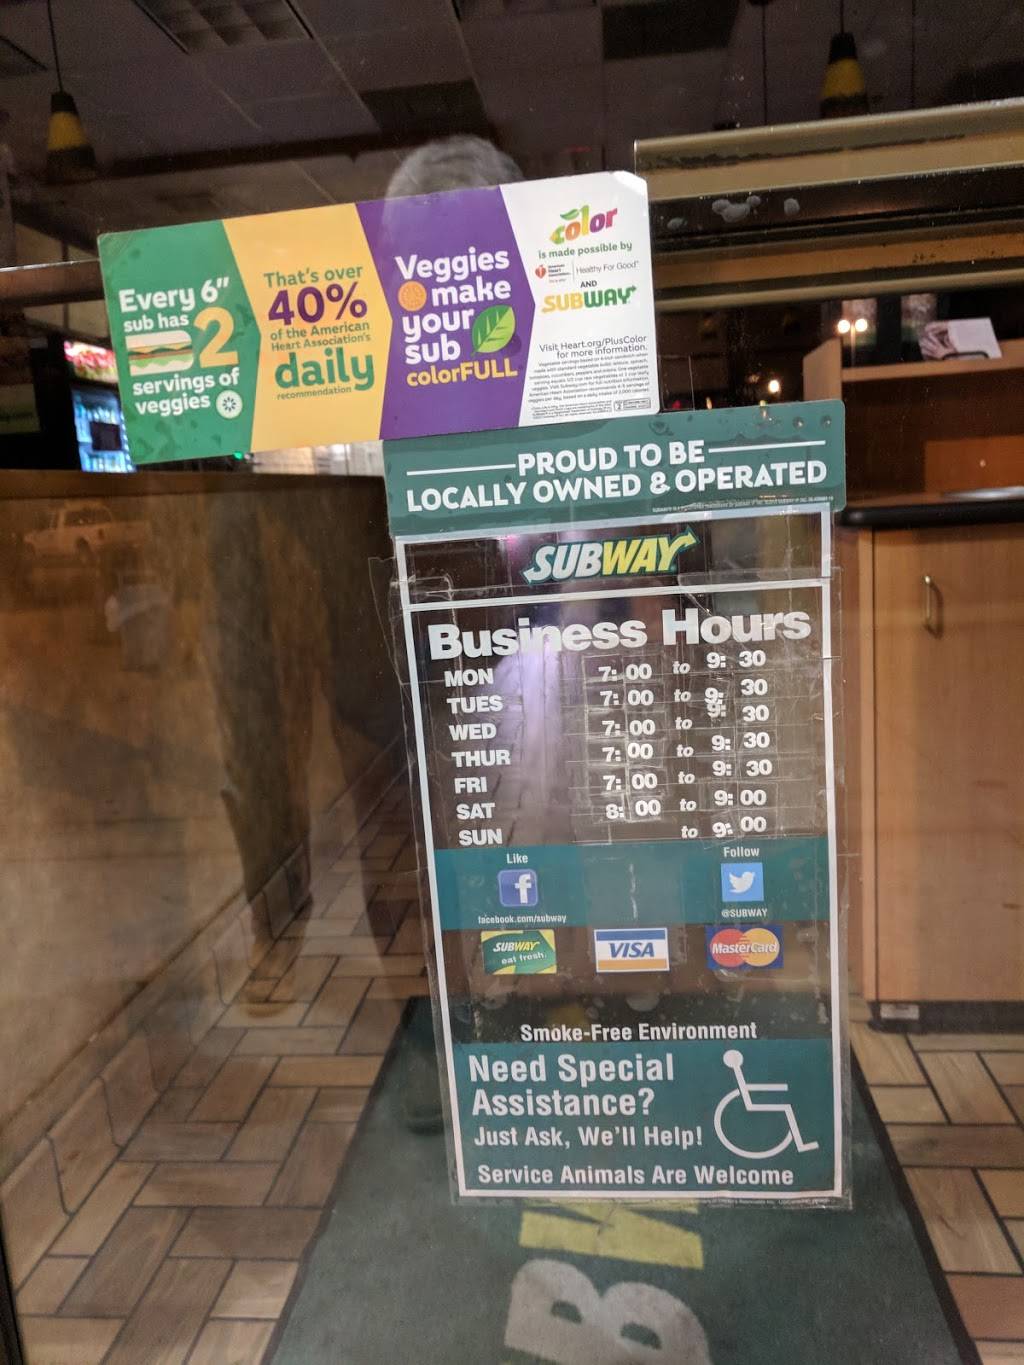 Every 6"
sub has
2
servings of
veggies
That's over
40%
of the American
Heart Association's
daily
recommendation
Veggies
make
your
sub
colorFULL
color
is made possible by
American Heart Association
Healthy For Good™
AND
SUBWAY
Visit Heart.org/PlusColor
for more information.
PROUD TO BE
LOCALLY OWNED & OPERATED
SUBWAY
Business Hours
MON 7:00 to 9:30
TUES 7:00 to 9:30
WED 7:00 to 9:30
THUR 7:00 to 9:30
FRI 7:00 to 9:30
SAT 8:00 to 9:00
SUN to 9:00
Like
Follow
f
facebook.com/subway
@SUBWAY
SUBWAY
eat fresh.
VISA
MasterCard
Smoke-Free Environment
Need Special
Assistance?
Just Ask, We'll Help!
Service Animals Are Welcome